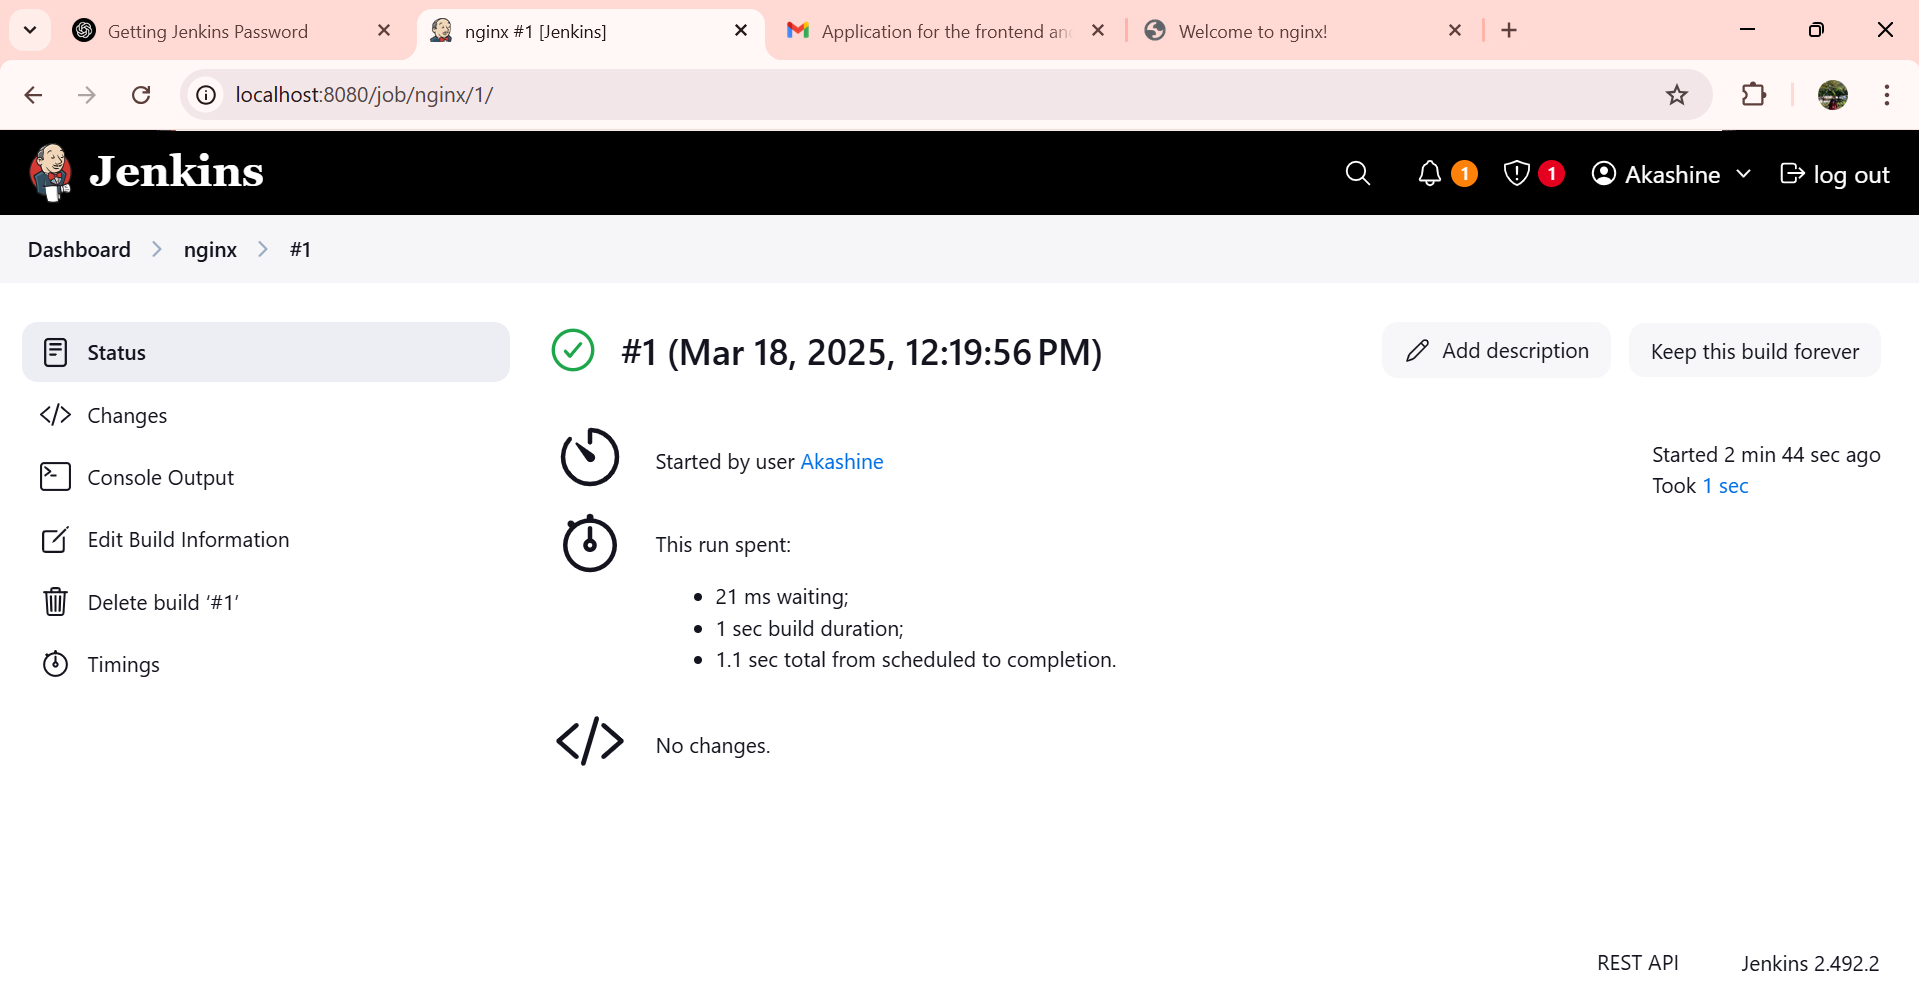 Getting Jenkins Password
nginx #1 [Jenkins]
Application for the frontend an
Welcome to nginx!
localhost:8080/job/nginx/1/
Jenkins
1
1
Akashine
log out
Dashboard > nginx > #1
Status
Changes
Console Output
Edit Build Information
Delete build ‘#1’
Timings
#1 (Mar 18, 2025, 12:19:56 PM)
Add description
Keep this build forever
Started by user Akashine
Started 2 min 44 sec ago
Took 1 sec
This run spent:
• 21 ms waiting;
• 1 sec build duration;
• 1.1 sec total from scheduled to completion.
No changes.
REST API
Jenkins 2.492.2